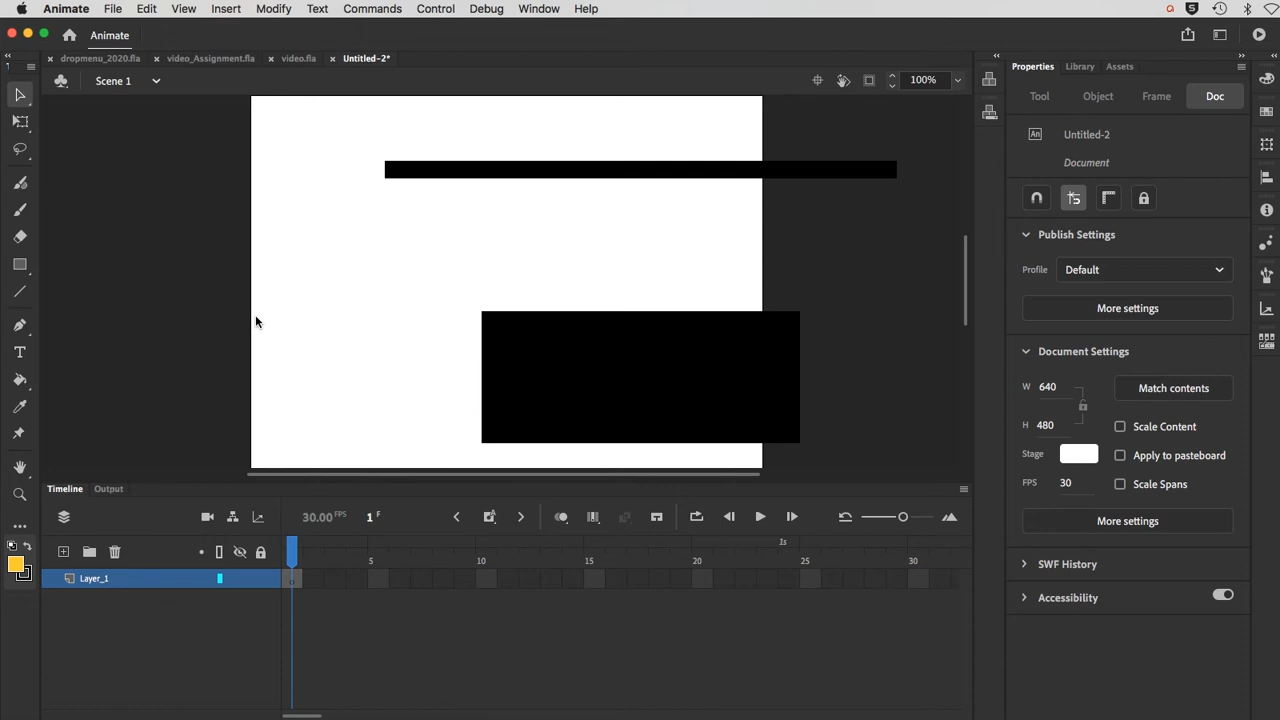 Animate File Edit View Insert Modify Text Commands Control Debug Window Help
Animate
dropmenu_2020.fla video_Assignment.fla video.fla Untitled-2*
Properties Library Assets
Scene 1 100%
Tool Object Frame Doc
An Untitled-2
Document
Publish Settings
Profile Default
More settings
Document Settings
W 640 Match contents
H 480 Scale Content
Stage Apply to pasteboard
FPS 30 Scale Spans
More settings
SWF History
Accessibility
Timeline Output
30.00 FPS 1 F
1s
5 10 15 20 25 30
Layer_1